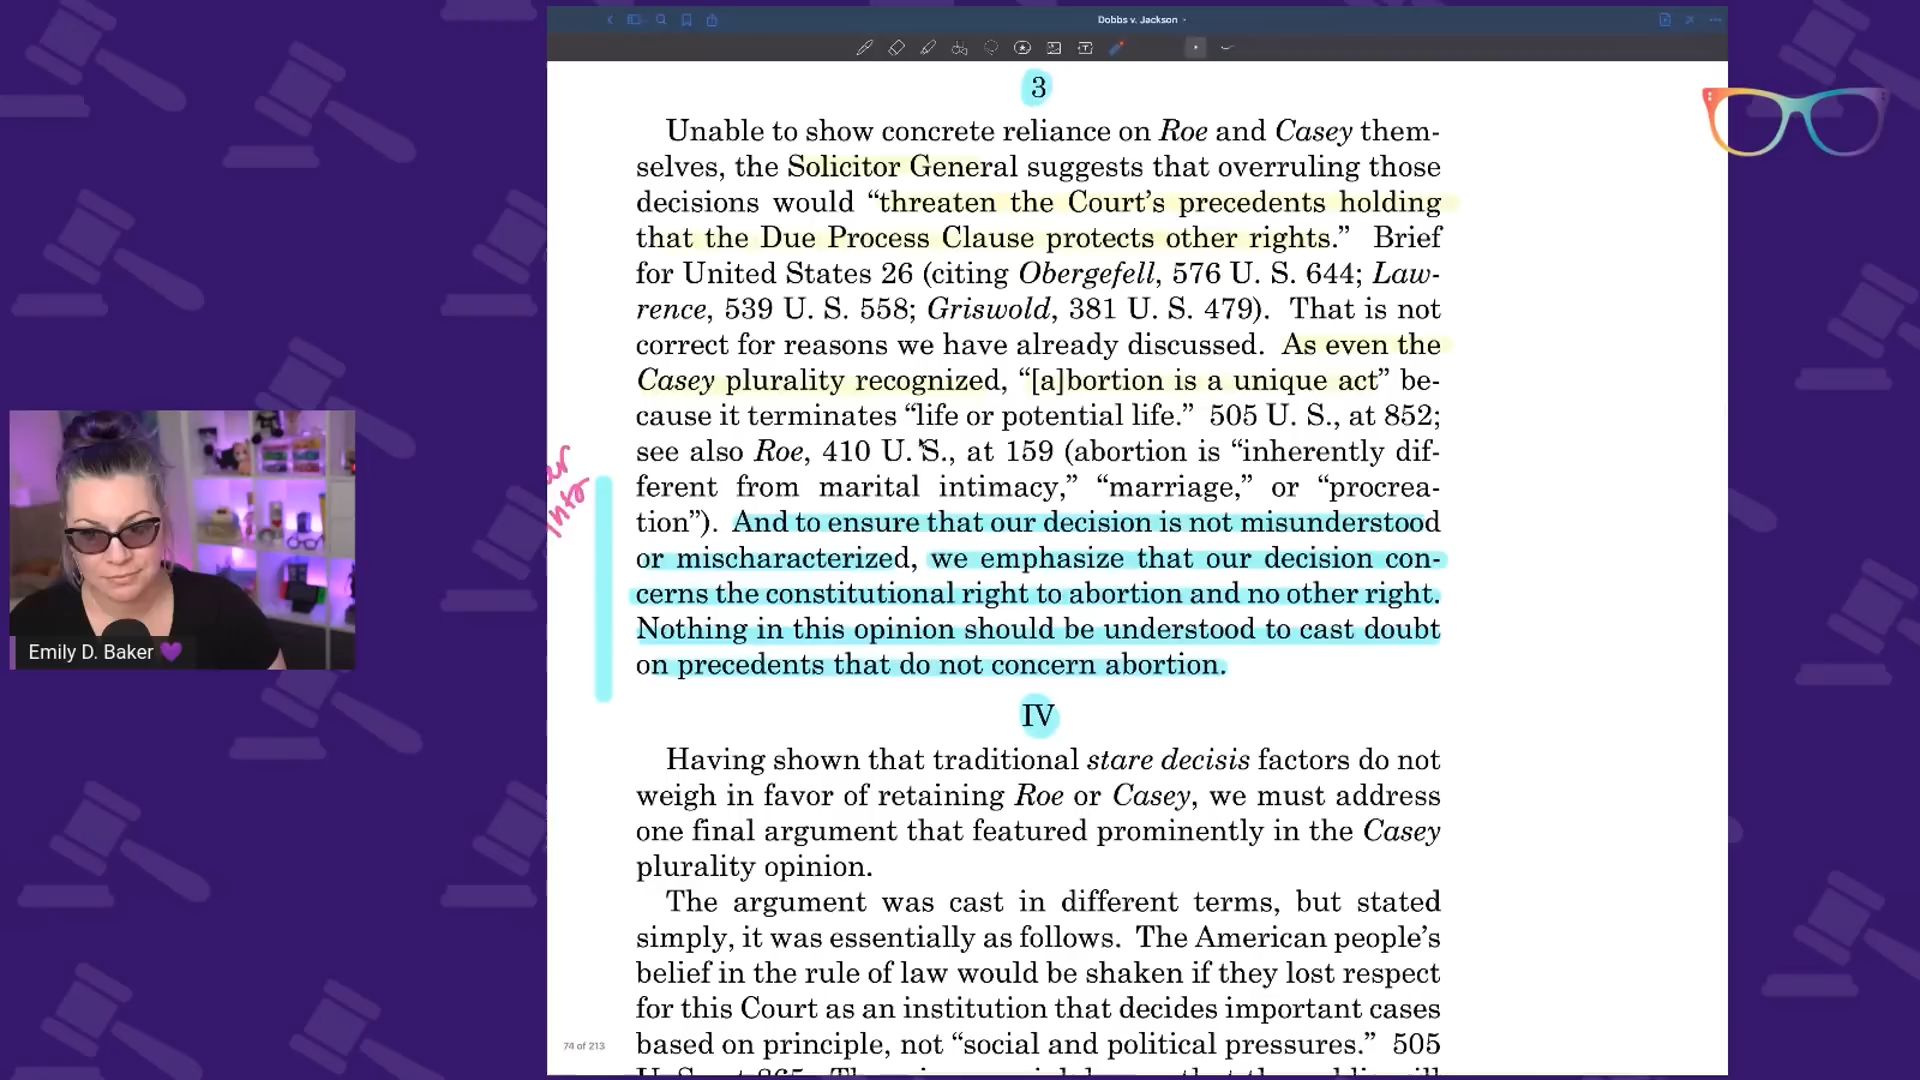 Dobbs v. Jackson
3
Unable to show concrete reliance on Roe and Casey them-
selves, the Solicitor General suggests that overruling those
decisions would “threaten the Court’s precedents holding
that the Due Process Clause protects other rights.” Brief
for United States 26 (citing Obergefell, 576 U. S. 644; Law-
rence, 539 U. S. 558; Griswold, 381 U. S. 479). That is not
correct for reasons we have already discussed. As even the
Casey plurality recognized, “[a]bortion is a unique act” be-
cause it terminates “life or potential life.” 505 U. S., at 852;
see also Roe, 410 U. S., at 159 (abortion is “inherently dif-
ferent from marital intimacy,” “marriage,” or “procrea-
tion”). And to ensure that our decision is not misunderstood
or mischaracterized, we emphasize that our decision con-
cerns the constitutional right to abortion and no other right.
Nothing in this opinion should be understood to cast doubt
on precedents that do not concern abortion.
IV
Having shown that traditional stare decisis factors do not
weigh in favor of retaining Roe or Casey, we must address
one final argument that featured prominently in the Casey
plurality opinion.
The argument was cast in different terms, but stated
simply, it was essentially as follows. The American people’s
belief in the rule of law would be shaken if they lost respect
for this Court as an institution that decides important cases
based on principle, not “social and political pressures.” 505
74 of 213
Emily D. Baker 💜